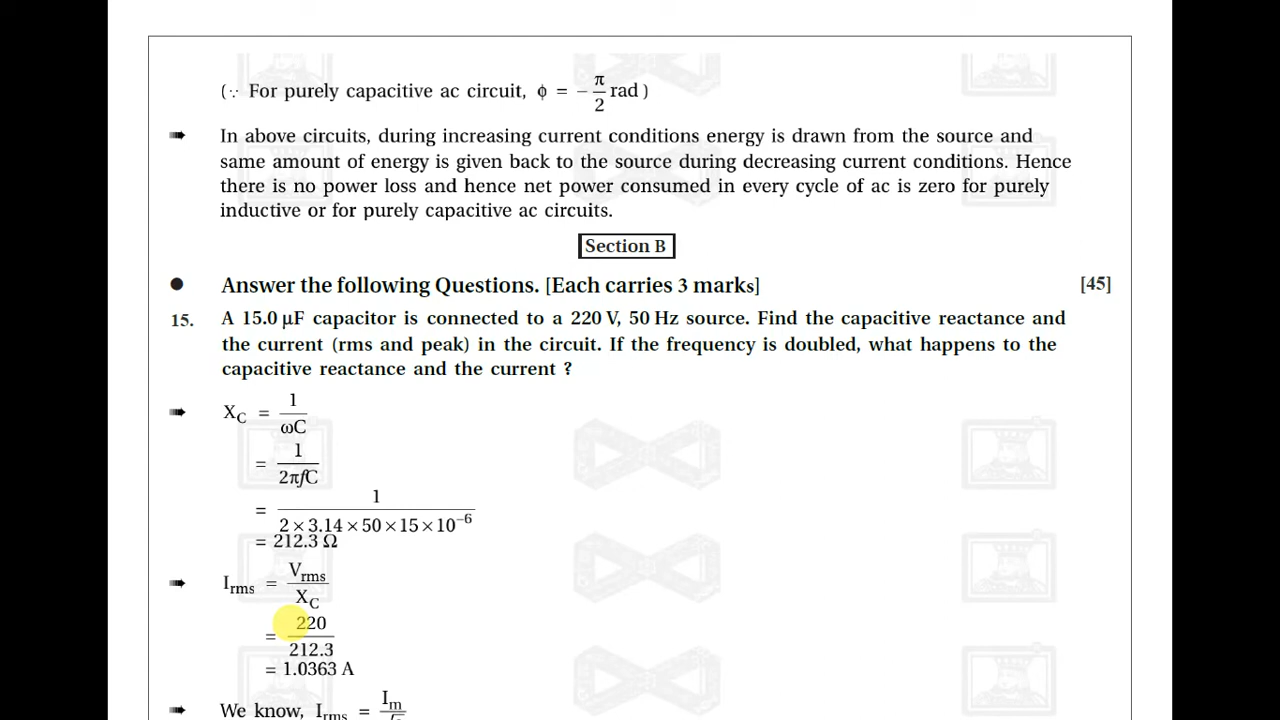 (∵ For purely capacitive ac circuit, ϕ = −π/2 rad)
➠ In above circuits, during increasing current conditions energy is drawn from the source and
same amount of energy is given back to the source during decreasing current conditions. Hence
there is no power loss and hence net power consumed in every cycle of ac is zero for purely
inductive or for purely capacitive ac circuits.
Section B
● Answer the following Questions. [Each carries 3 marks] [45]
15. A 15.0 μF capacitor is connected to a 220 V, 50 Hz source. Find the capacitive reactance and
the current (rms and peak) in the circuit. If the frequency is doubled, what happens to the
capacitive reactance and the current ?
➠ X_C = 1/ωC
= 1/2πfC
= 1/2 × 3.14 × 50 × 15 × 10⁻⁶
= 212.3 Ω
➠ I_rms = V_rms/X_C
= 220/212.3
= 1.0363 A
➠ We know, I_rms = I_m